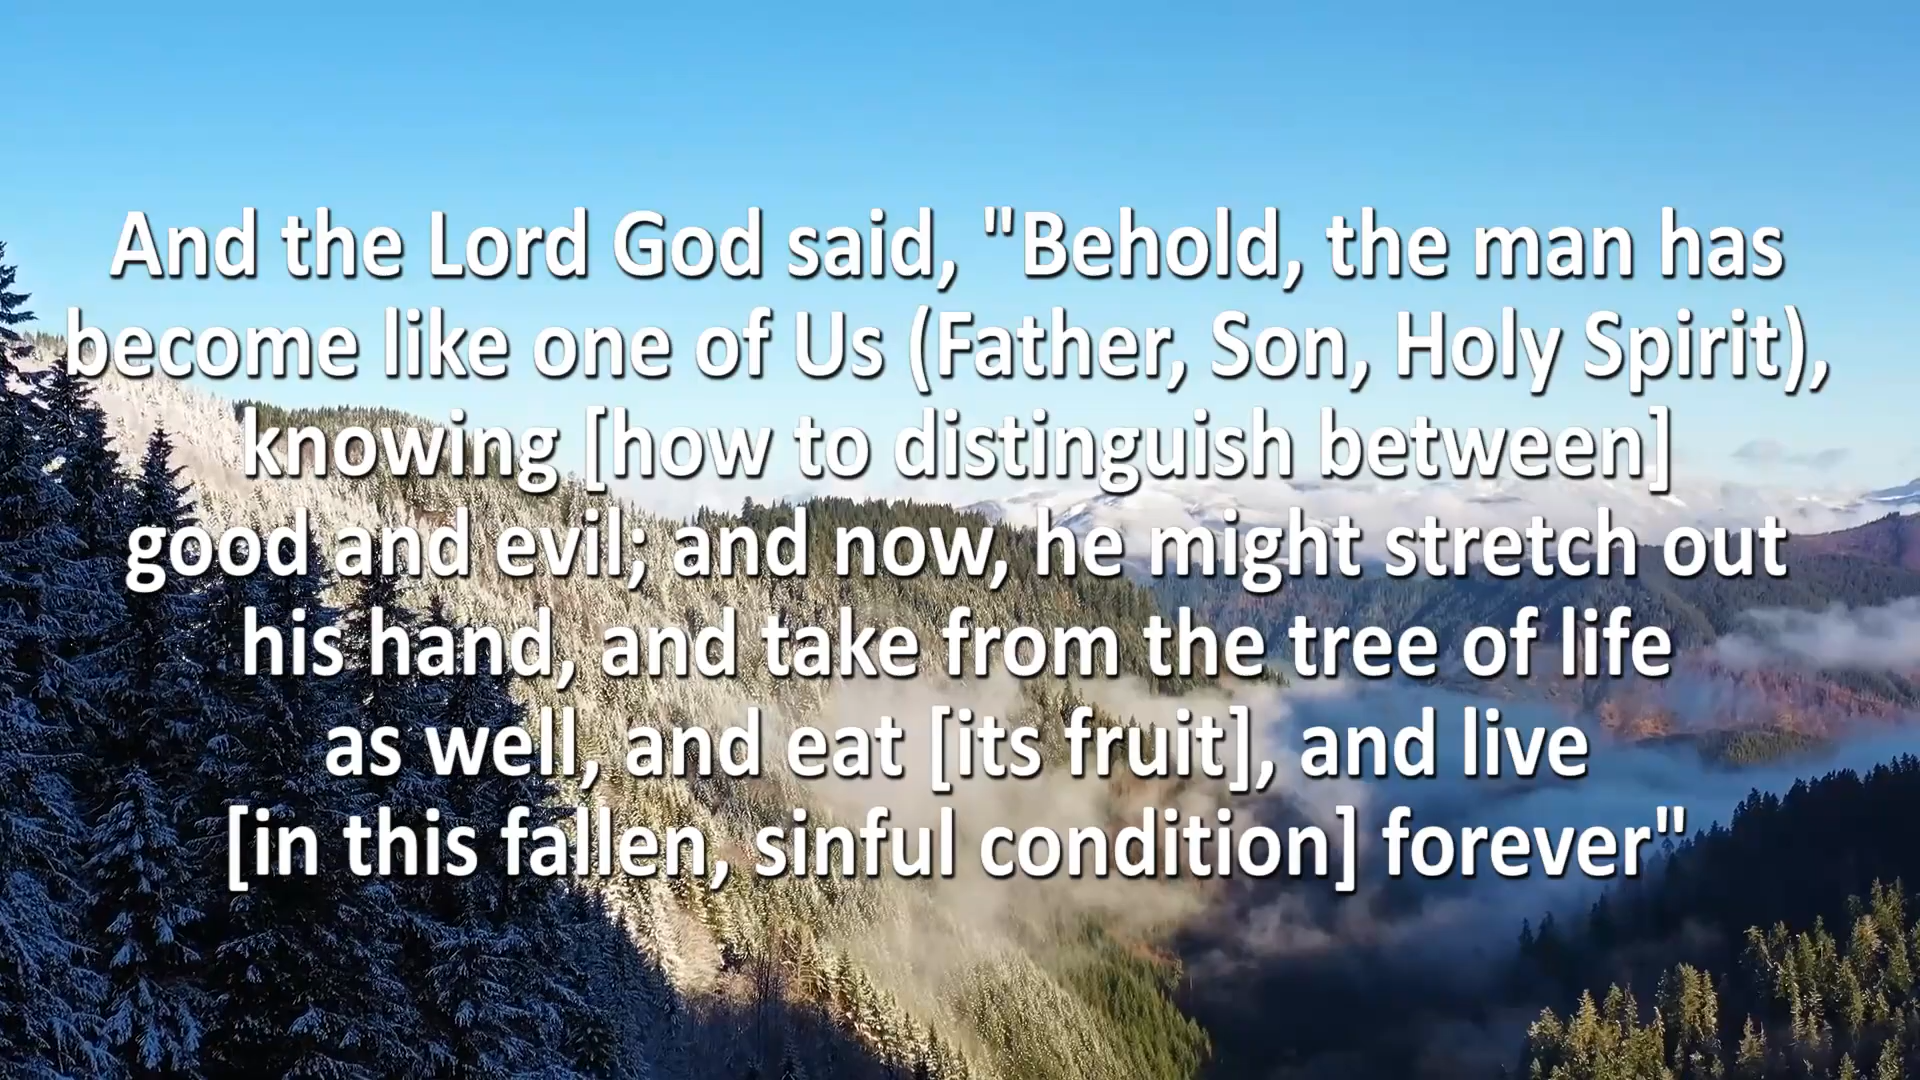 And the Lord God said, "Behold, the man has
become like one of Us (Father, Son, Holy Spirit),
knowing [how to distinguish between]
good and evil; and now, he might stretch out
his hand, and take from the tree of life
as well, and eat [its fruit], and live
[in this fallen, sinful condition] forever"